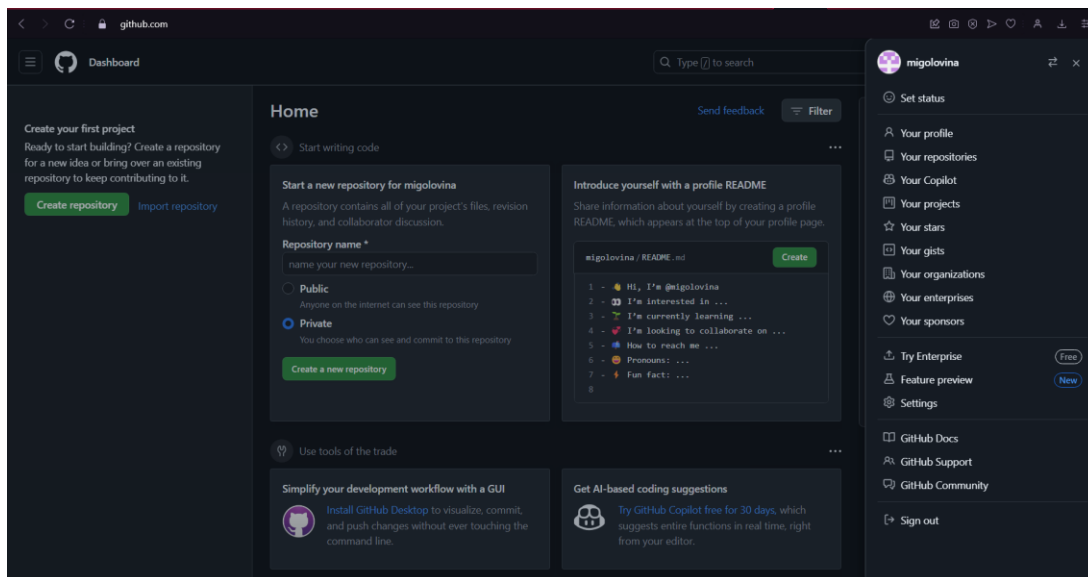 github.com
Dashboard
Type / to search
migolovina
Set status
Your profile
Your repositories
Your Copilot
Your projects
Your stars
Your gists
Your organizations
Your enterprises
Your sponsors
Try Enterprise
Free
Feature preview
New
Settings
GitHub Docs
GitHub Support
GitHub Community
Sign out
Create your first project
Ready to start building? Create a repository
for a new idea or bring over an existing
repository to keep contributing to it.
Create repository
Import repository
Home
Send feedback
Filter
Start writing code
Start a new repository for migolovina
A repository contains all of your project's files, revision
history, and collaborator discussion.
Repository name *
name your new repository...
Public
Anyone on the internet can see this repository
Private
You choose who can see and commit to this repository
Create a new repository
Introduce yourself with a profile README
Share information about yourself by creating a profile
README, which appears at the top of your profile page.
migolovina/README.md
Create
1 - 👋 Hi, I'm @migolovina
2 - 👀 I'm interested in ...
3 - 🌱 I'm currently learning ...
4 - 💞️ I'm looking to collaborate on ...
5 - 📫 How to reach me ...
6 - 😄 Pronouns: ...
7 - ⚡ Fun fact: ...
8
Use tools of the trade
Simplify your development workflow with a GUI
Install GitHub Desktop to visualize, commit,
and push changes without ever touching the
command line.
Get AI-based coding suggestions
Try GitHub Copilot free for 30 days, which
suggests entire functions in real time, right
from your editor.